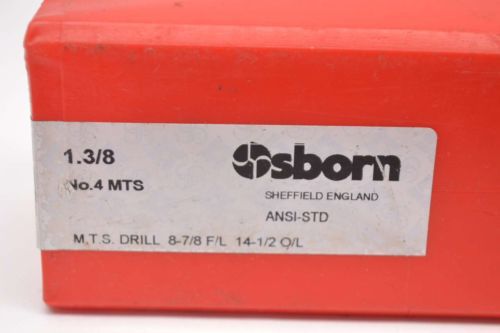 1.3/8
No.4 MTS
Osborn
SHEFFIELD ENGLAND
ANSI-STD
M.T.S. DRILL 8-7/8 F/L 14-1/2 O/L